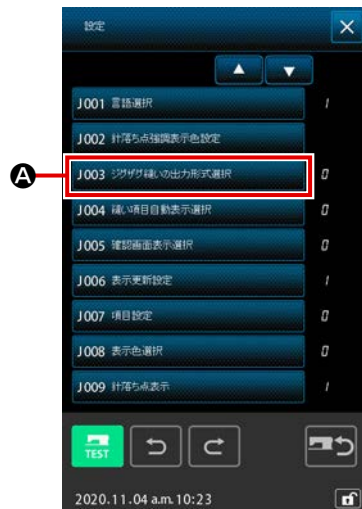 設定
J001 言語選択 1
J002 針落ち点強調表示色設定
A
J003 ジグザグ縫いの出力形式選択 0
J004 縫い項目自動表示選択 0
J005 確認画面表示選択 0
J006 表示更新設定 1
J007 項目設定 0
J008 表示色選択 0
J009 針落ち点表示 1
TEST
2020.11.04 a.m. 10:23